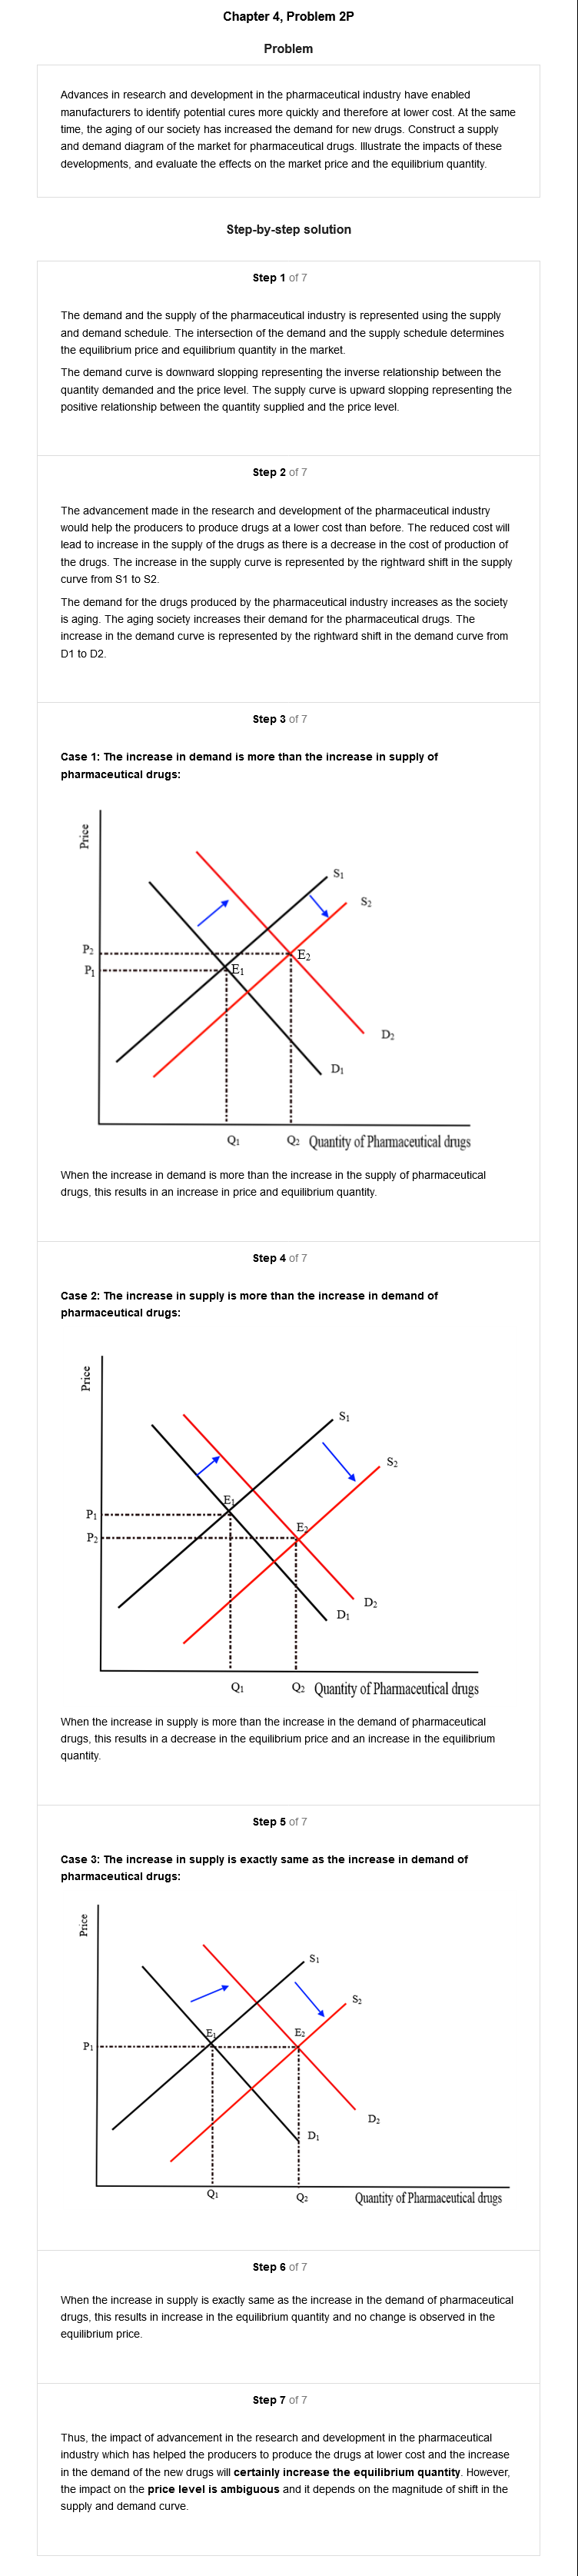 Chapter 4, Problem 2P
Problem
Advances in research and development in the pharmaceutical industry have enabled
manufacturers to identify potential cures more quickly and therefore at lower cost. At the same
time, the aging of our society has increased the demand for new drugs. Construct a supply
and demand diagram of the market for pharmaceutical drugs. Illustrate the impacts of these
developments, and evaluate the effects on the market price and the equilibrium quantity.
Step-by-step solution
Step 1 of 7
The demand and the supply of the pharmaceutical industry is represented using the supply
and demand schedule. The intersection of the demand and the supply schedule determines
the equilibrium price and equilibrium quantity in the market.
The demand curve is downward slopping representing the inverse relationship between the
quantity demanded and the price level. The supply curve is upward slopping representing the
positive relationship between the quantity supplied and the price level.
Step 2 of 7
The advancement made in the research and development of the pharmaceutical industry
would help the producers to produce drugs at a lower cost than before. The reduced cost will
lead to increase in the supply of the drugs as there is a decrease in the cost of production of
the drugs. The increase in the supply curve is represented by the rightward shift in the supply
curve from S1 to S2.
The demand for the drugs produced by the pharmaceutical industry increases as the society
is aging. The aging society increases their demand for the pharmaceutical drugs. The
increase in the demand curve is represented by the rightward shift in the demand curve from
D1 to D2.
Step 3 of 7
Case 1: The increase in demand is more than the increase in supply of
pharmaceutical drugs:
Price
S1
S2
P2
E2
P1
E1
D2
D1
Q1
Q2 Quantity of Pharmaceutical drugs
When the increase in demand is more than the increase in the supply of pharmaceutical
drugs, this results in an increase in price and equilibrium quantity.
Step 4 of 7
Case 2: The increase in supply is more than the increase in demand of
pharmaceutical drugs:
Price
S1
S2
E1
P1
E2
P2
D2
D1
Q1
Q2 Quantity of Pharmaceutical drugs
When the increase in supply is more than the increase in the demand of pharmaceutical
drugs, this results in a decrease in the equilibrium price and an increase in the equilibrium
quantity.
Step 5 of 7
Case 3: The increase in supply is exactly same as the increase in demand of
pharmaceutical drugs:
Price
S1
S2
E1
E2
P1
D2
D1
Q1
Q2
Quantity of Pharmaceutical drugs
Step 6 of 7
When the increase in supply is exactly same as the increase in the demand of pharmaceutical
drugs, this results in increase in the equilibrium quantity and no change is observed in the
equilibrium price.
Step 7 of 7
Thus, the impact of advancement in the research and development in the pharmaceutical
industry which has helped the producers to produce the drugs at lower cost and the increase
in the demand of the new drugs will certainly increase the equilibrium quantity. However,
the impact on the price level is ambiguous and it depends on the magnitude of shift in the
supply and demand curve.